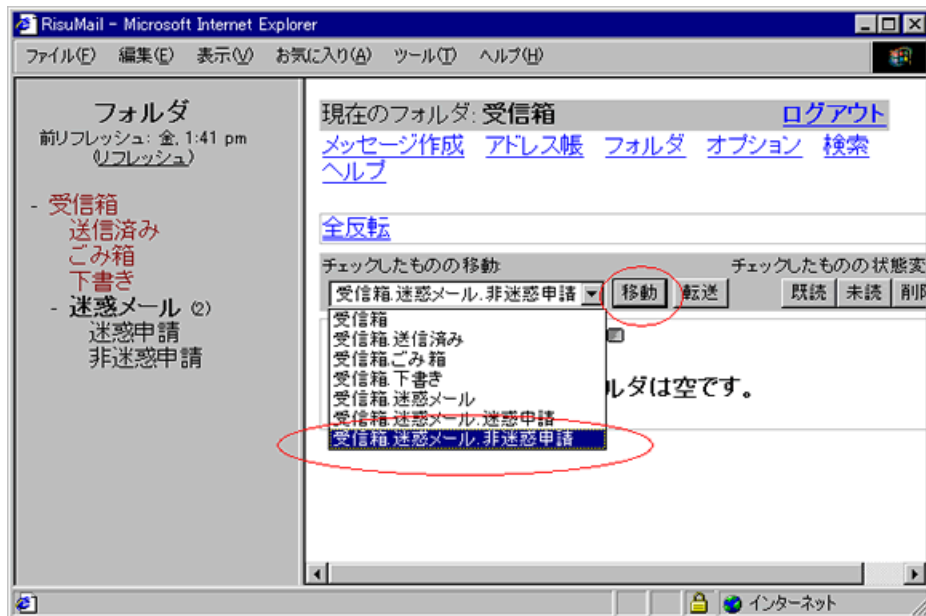 RisuMail - Microsoft Internet Explorer
ファイル(F) 編集(E) 表示(V) お気に入り(A) ツール(T) ヘルプ(H)
フォルダ
前リフレッシュ: 金, 1:41 pm
(リフレッシュ)
- 受信箱
送信済み
ごみ箱
下書き
- 迷惑メール (2)
迷惑申請
非迷惑申請
現在のフォルダ: 受信箱 ログアウト
メッセージ作成 アドレス帳 フォルダ オプション 検索
ヘルプ
全反転
チェックしたものの移動 チェックしたものの状態変
受信箱.迷惑メール.非迷惑申請 移動 転送 既読 未読 削
受信箱
受信箱.送信済み
受信箱.ごみ箱
受信箱.下書き
受信箱.迷惑メール
受信箱.迷惑メール.迷惑申請
受信箱.迷惑メール.非迷惑申請
ルダは空です。
インターネット